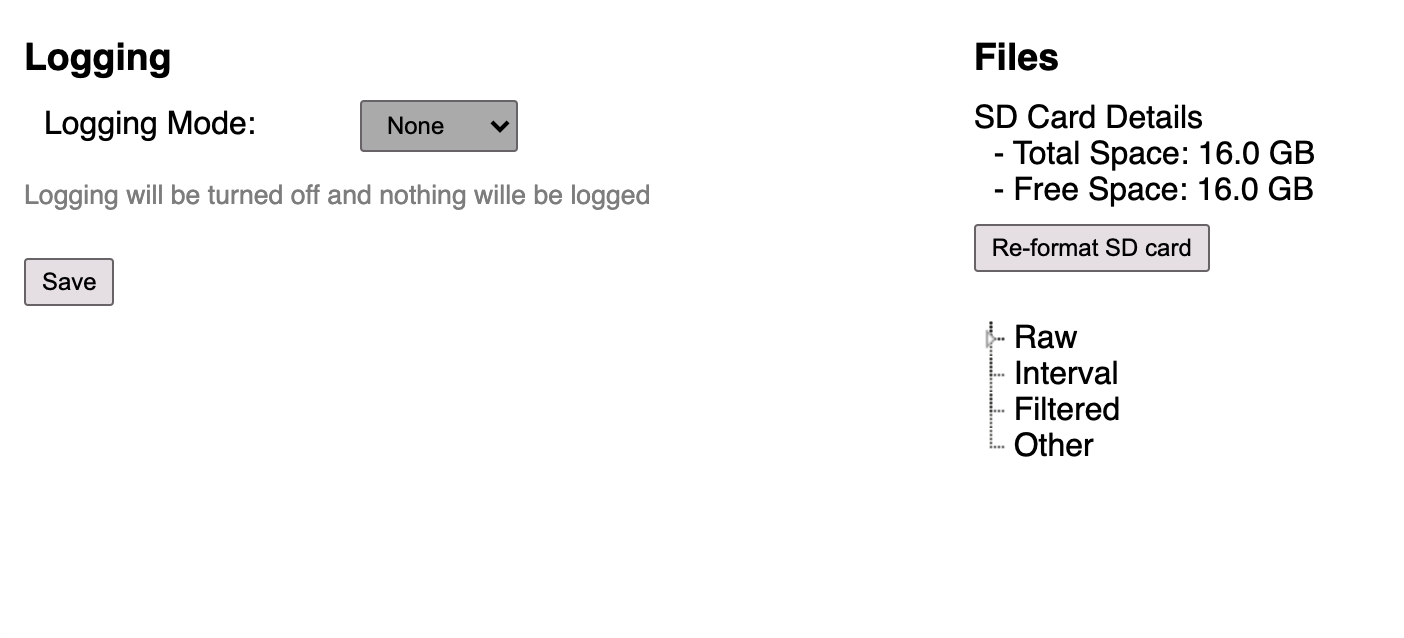 Logging
Logging Mode:
None
Logging will be turned off and nothing wille be logged
Save
Files
SD Card Details
- Total Space: 16.0 GB
- Free Space: 16.0 GB
Re-format SD card
Raw
Interval
Filtered
Other